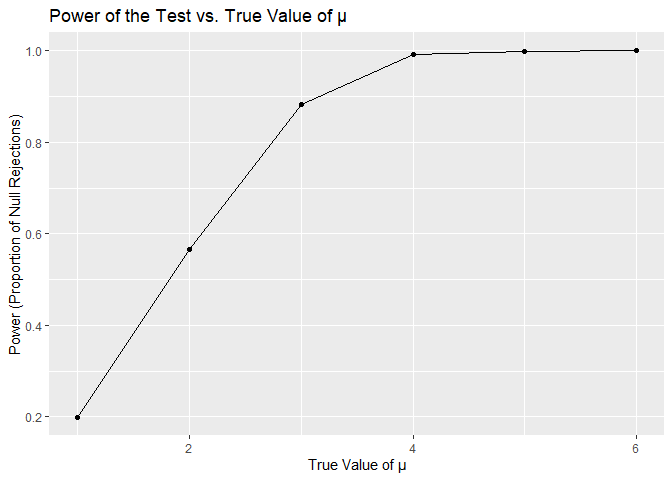 Power of the Test vs. True Value of μ
Power (Proportion of Null Rejections)
1.0
0.8
0.6
0.4
0.2
2
4
6
True Value of μ